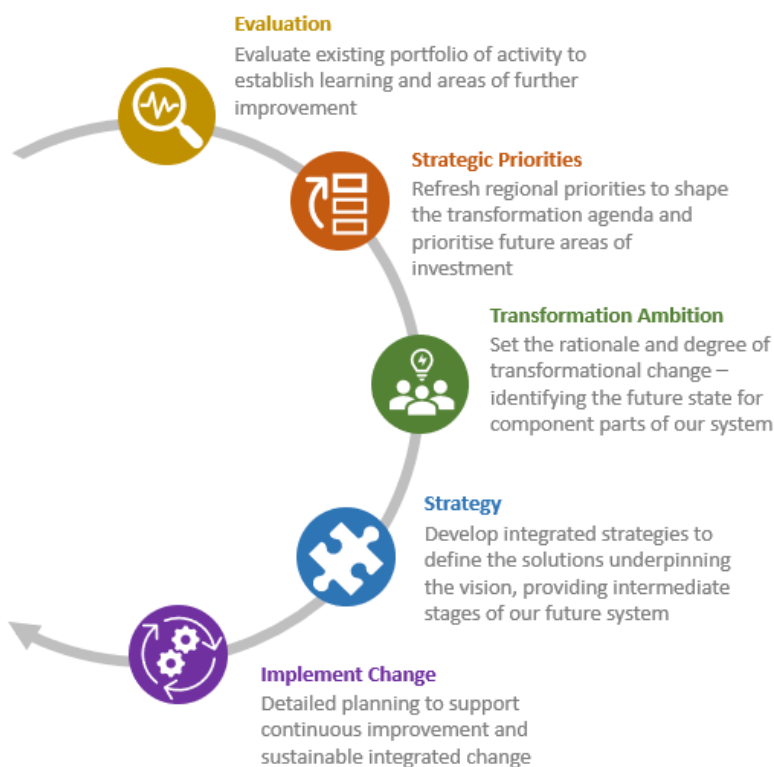 Evaluation
Evaluate existing portfolio of activity to
establish learning and areas of further
improvement
Strategic Priorities
Refresh regional priorities to shape
the transformation agenda and
prioritise future areas of
investment
Transformation Ambition
Set the rationale and degree of
transformational change –
identifying the future state for
component parts of our system
Strategy
Develop integrated strategies to
define the solutions underpinning
the vision, providing intermediate
stages of our future system
Implement Change
Detailed planning to support
continuous improvement and
sustainable integrated change